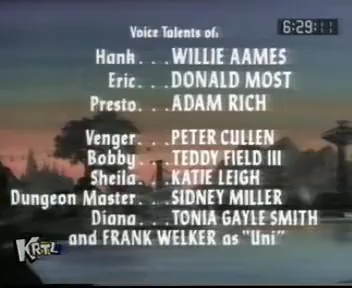 Voice Talents of:
6:29:11
Hank. . .WILLIE AAMES
Eric. . .DONALD MOST
Presto. . .ADAM RICH
Venger. . .PETER CULLEN
Bobby. . .TEDDY FIELD III
Sheila. . .KATIE LEIGH
Dungeon Master. . .SIDNEY MILLER
Diana. . .TONIA GAYLE SMITH
and FRANK WELKER as "Uni"
KRTL